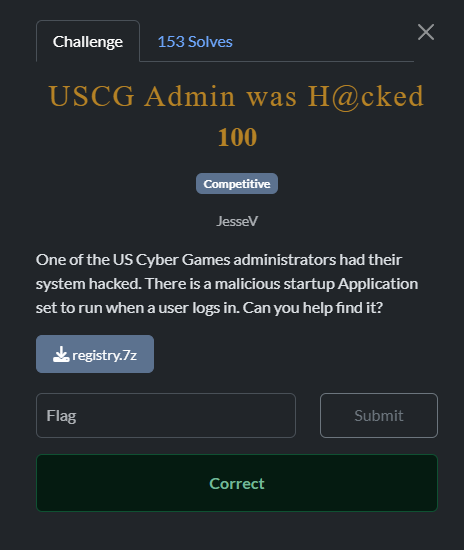 Challenge
153 Solves
USCG Admin was H@cked
100
Competitive
JesseV
One of the US Cyber Games administrators had their
system hacked. There is a malicious startup Application
set to run when a user logs in. Can you help find it?
registry.7z
Flag
Submit
Correct